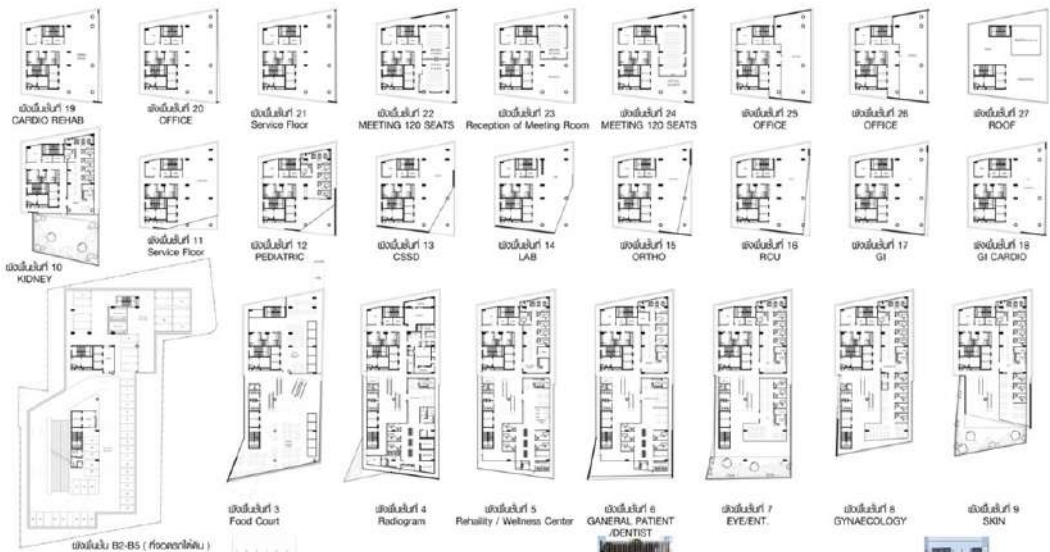 ผังพื้นชั้นที่ 19
CARDIO REHAB
ผังพื้นชั้นที่ 20
OFFICE
ผังพื้นชั้นที่ 21
Service Floor
ผังพื้นชั้นที่ 22
MEETING 120 SEATS
ผังพื้นชั้นที่ 23
Reception of Meeting Room
ผังพื้นชั้นที่ 24
MEETING 120 SEATS
ผังพื้นชั้นที่ 25
OFFICE
ผังพื้นชั้นที่ 26
OFFICE
ผังพื้นชั้นที่ 27
ROOF
ผังพื้นชั้นที่ 10
KIDNEY
ผังพื้นชั้นที่ 11
Service Floor
ผังพื้นชั้นที่ 12
PEDIATRIC
ผังพื้นชั้นที่ 13
CSSD
ผังพื้นชั้นที่ 14
LAB
ผังพื้นชั้นที่ 15
ORTHO
ผังพื้นชั้นที่ 16
RCU
ผังพื้นชั้นที่ 17
GI
ผังพื้นชั้นที่ 18
GI CARDIO
ผังพื้นชั้น B2-B5 ( ที่จอดรถใต้ดิน )
ผังพื้นชั้นที่ 3
Food Court
ผังพื้นชั้นที่ 4
Radiogram
ผังพื้นชั้นที่ 5
Rehaility / Wellness Center
ผังพื้นชั้นที่ 6
GANERAL PATIENT
/DENTIST
ผังพื้นชั้นที่ 7
EYE/ENT.
ผังพื้นชั้นที่ 8
GYNAECOLOGY
ผังพื้นชั้นที่ 9
SKIN